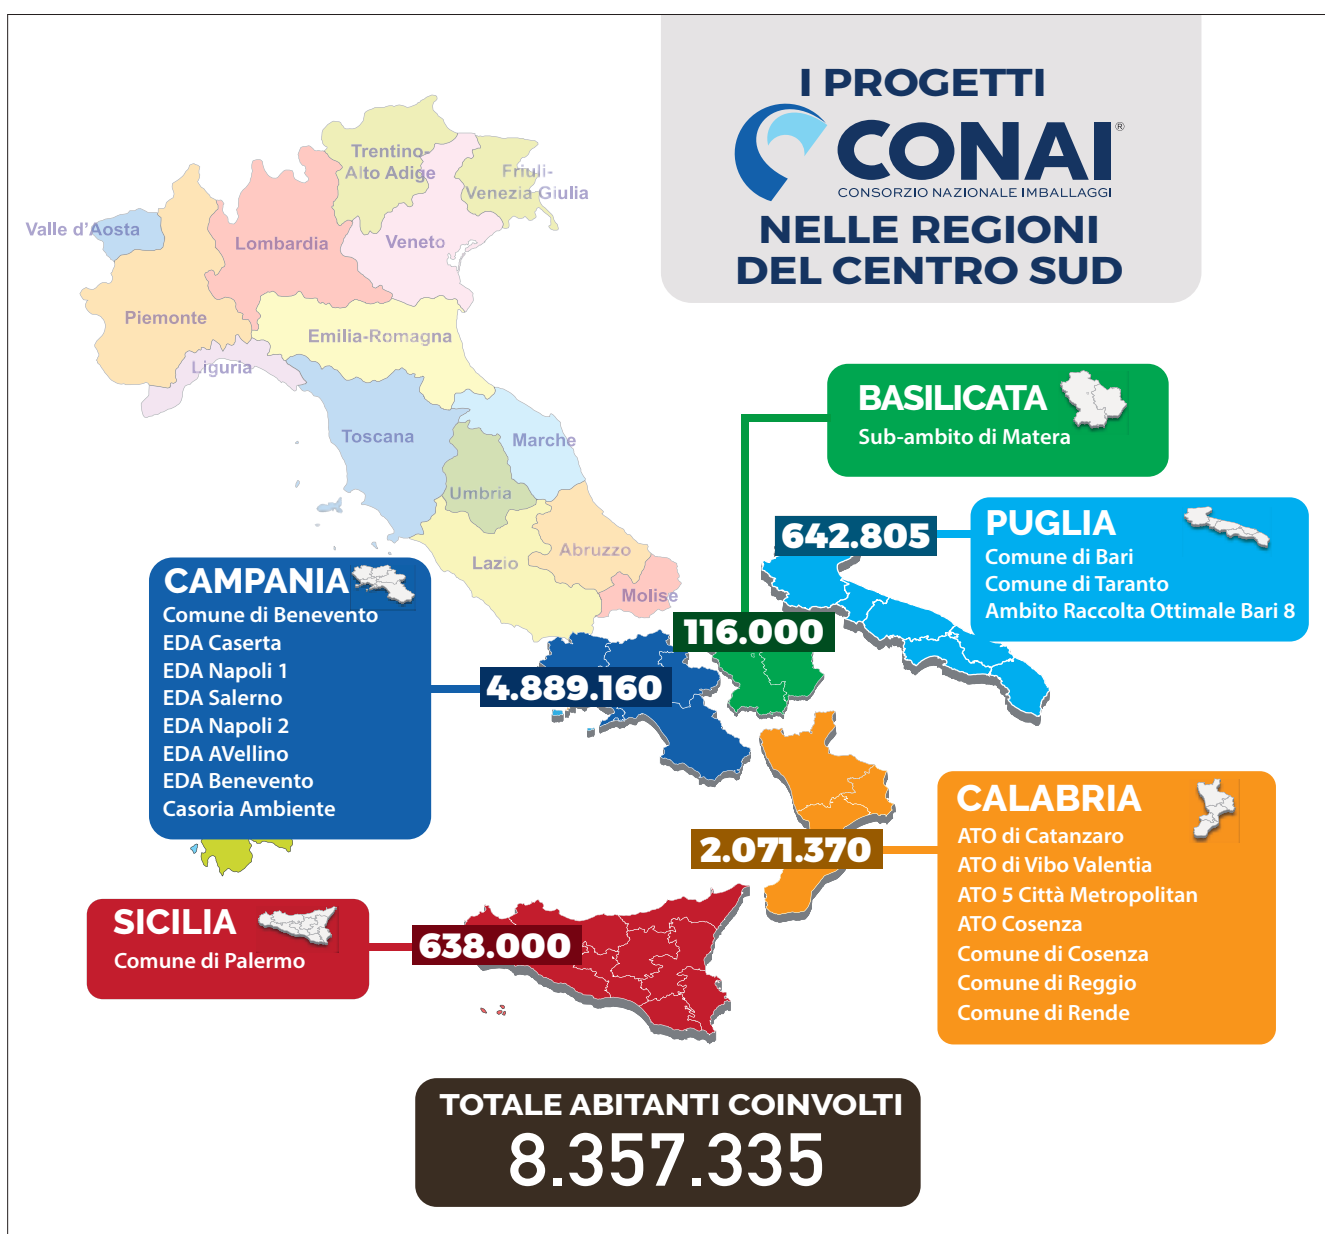 I PROGETTI
CONAI®
CONSORZIO NAZIONALE IMBALLAGGI
NELLE REGIONI
DEL CENTRO SUD
Trentino-
Alto Adige
Friuli-
Venezia Giulia
Valle d'Aosta
Lombardia
Veneto
Piemonte
Emilia-Romagna
Liguria
Toscana
Marche
Umbria
Lazio
Abruzzo
Molise
BASILICATA
Sub-ambito di Matera
116.000
PUGLIA
Comune di Bari
Comune di Taranto
Ambito Raccolta Ottimale Bari 8
642.805
CAMPANIA
Comune di Benevento
EDA Caserta
EDA Napoli 1
EDA Salerno
EDA Napoli 2
EDA AVellino
EDA Benevento
Casoria Ambiente
4.889.160
CALABRIA
ATO di Catanzaro
ATO di Vibo Valentia
ATO 5 Città Metropolitan
ATO Cosenza
Comune di Cosenza
Comune di Reggio
Comune di Rende
2.071.370
SICILIA
Comune di Palermo
638.000
TOTALE ABITANTI COINVOLTI
8.357.335